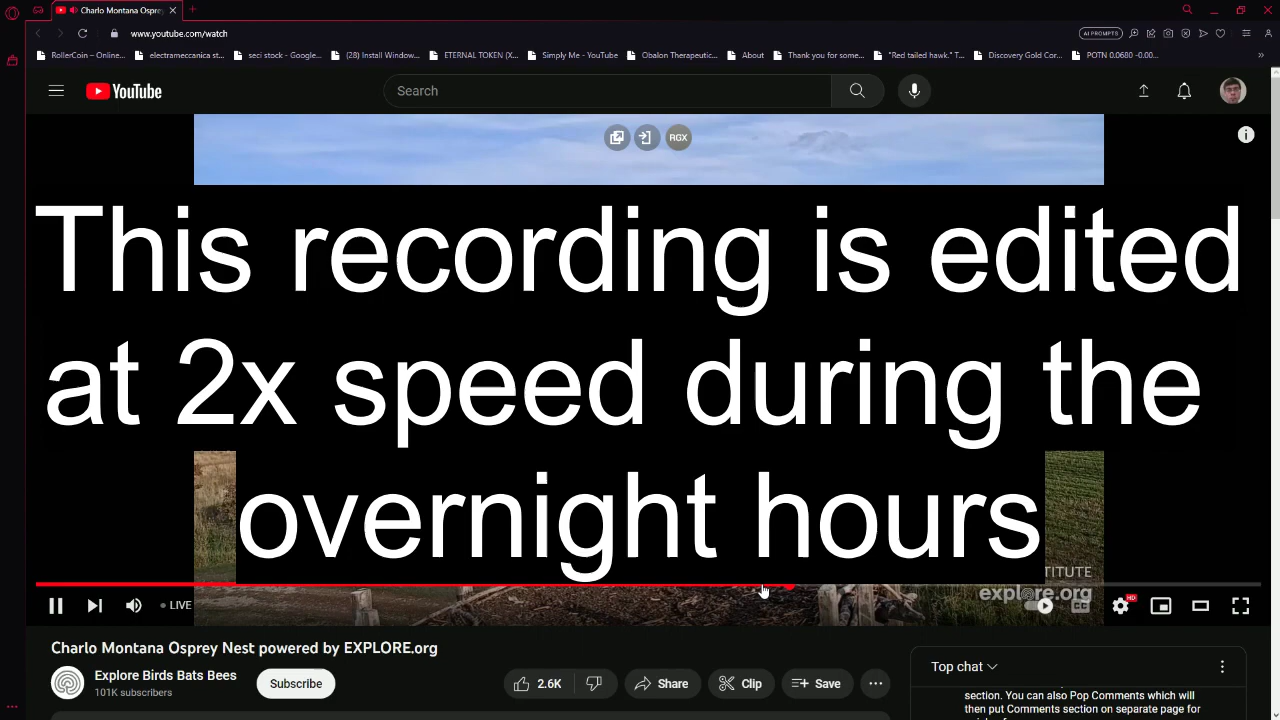 Charlo Montana Osprey
www.youtube.com/watch
AI PROMPTS
RollerCoin – Online...
electrameccanica st...
seci stock - Google...
(28) Install Window...
ETERNAL TOKEN (X...
Simply Me - YouTube
Obalon Therapeutic...
About
Thank you for some...
"Red tailed hawk." T...
Discovery Gold Cor...
POTN 0.0680 -0.00...
YouTube
Search
RGX
This recording is edited
at 2x speed during the
overnight hours
explore.org
LIVE
HD
Charlo Montana Osprey Nest powered by EXPLORE.org
Explore Birds Bats Bees
101K subscribers
Subscribe
2.6K
Share
Clip
Save
Top chat
section. You can also Pop Comments which will
then put Comments section on separate page for